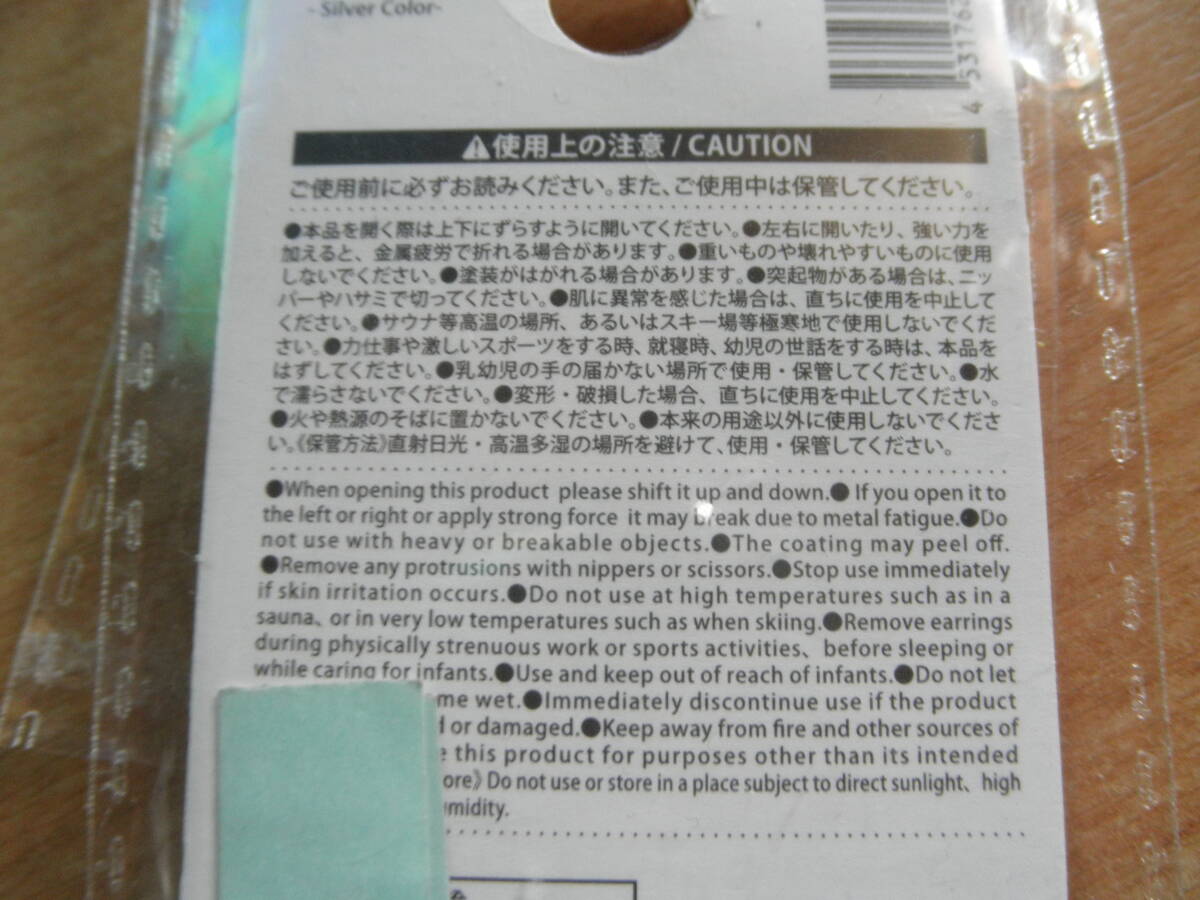 - Silver Color-
4 53176
⚠使用上の注意 / CAUTION
ご使用前に必ずお読みください。また、ご使用中は保管してください。
●本品を開く際は上下にずらすように開いてください。●左右に開いたり、強い力を
加えると、金属疲労で折れる場合があります。●重いものや壊れやすいものに使用
しないでください。●塗装がはがれる場合があります。●突起物がある場合は、ニッ
パーやハサミで切ってください。●肌に異常を感じた場合は、直ちに使用を中止して
ください。●サウナ等高温の場所、あるいはスキー場等極寒地で使用しないでくだ
さい。●力仕事や激しいスポーツをする時、就寝時、幼児の世話をする時は、本品を
はずしてください。●乳幼児の手の届かない場所で使用・保管してください。●水
で濡らさないでください。●変形・破損した場合、直ちに使用を中止してください。
●火や熱源のそばに置かないでください。●本来の用途以外に使用しないでくださ
い。《保管方法》直射日光・高温多湿の場所を避けて、使用・保管してください。
●When opening this product please shift it up and down.● If you open it to
the left or right or apply strong force it may break due to metal fatigue.●Do
not use with heavy or breakable objects.●The coating may peel off.
●Remove any protrusions with nippers or scissors.●Stop use immediately
if skin irritation occurs.●Do not use at high temperatures such as in a
sauna、or in very low temperatures such as when skiing.●Remove earrings
during physically strenuous work or sports activities、before sleeping or
while caring for infants.●Use and keep out of reach of infants.●Do not let
me wet.●Immediately discontinue use if the product
d or damaged.●Keep away from fire and other sources of
e this product for purposes other than its intended
ore》Do not use or store in a place subject to direct sunlight、high
umidity.